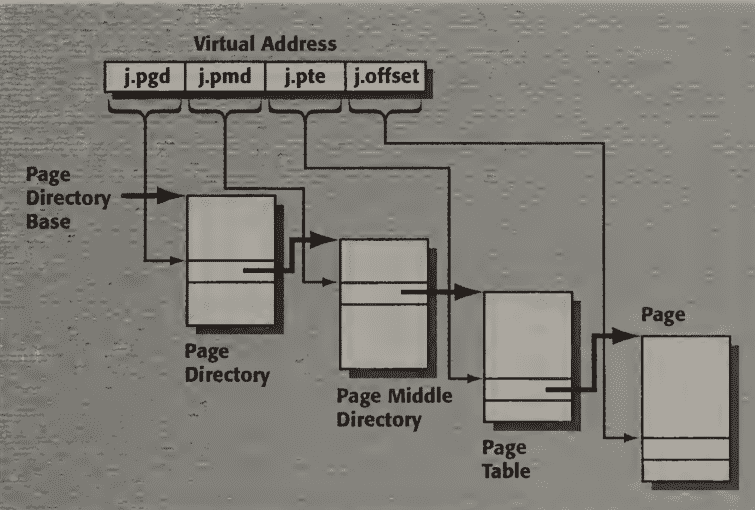 Virtual Address
j.pgd j.pmd j.pte j.offset
Page
Directory
Base
Page
Directory
Page Middle
Directory
Page
Table
Page